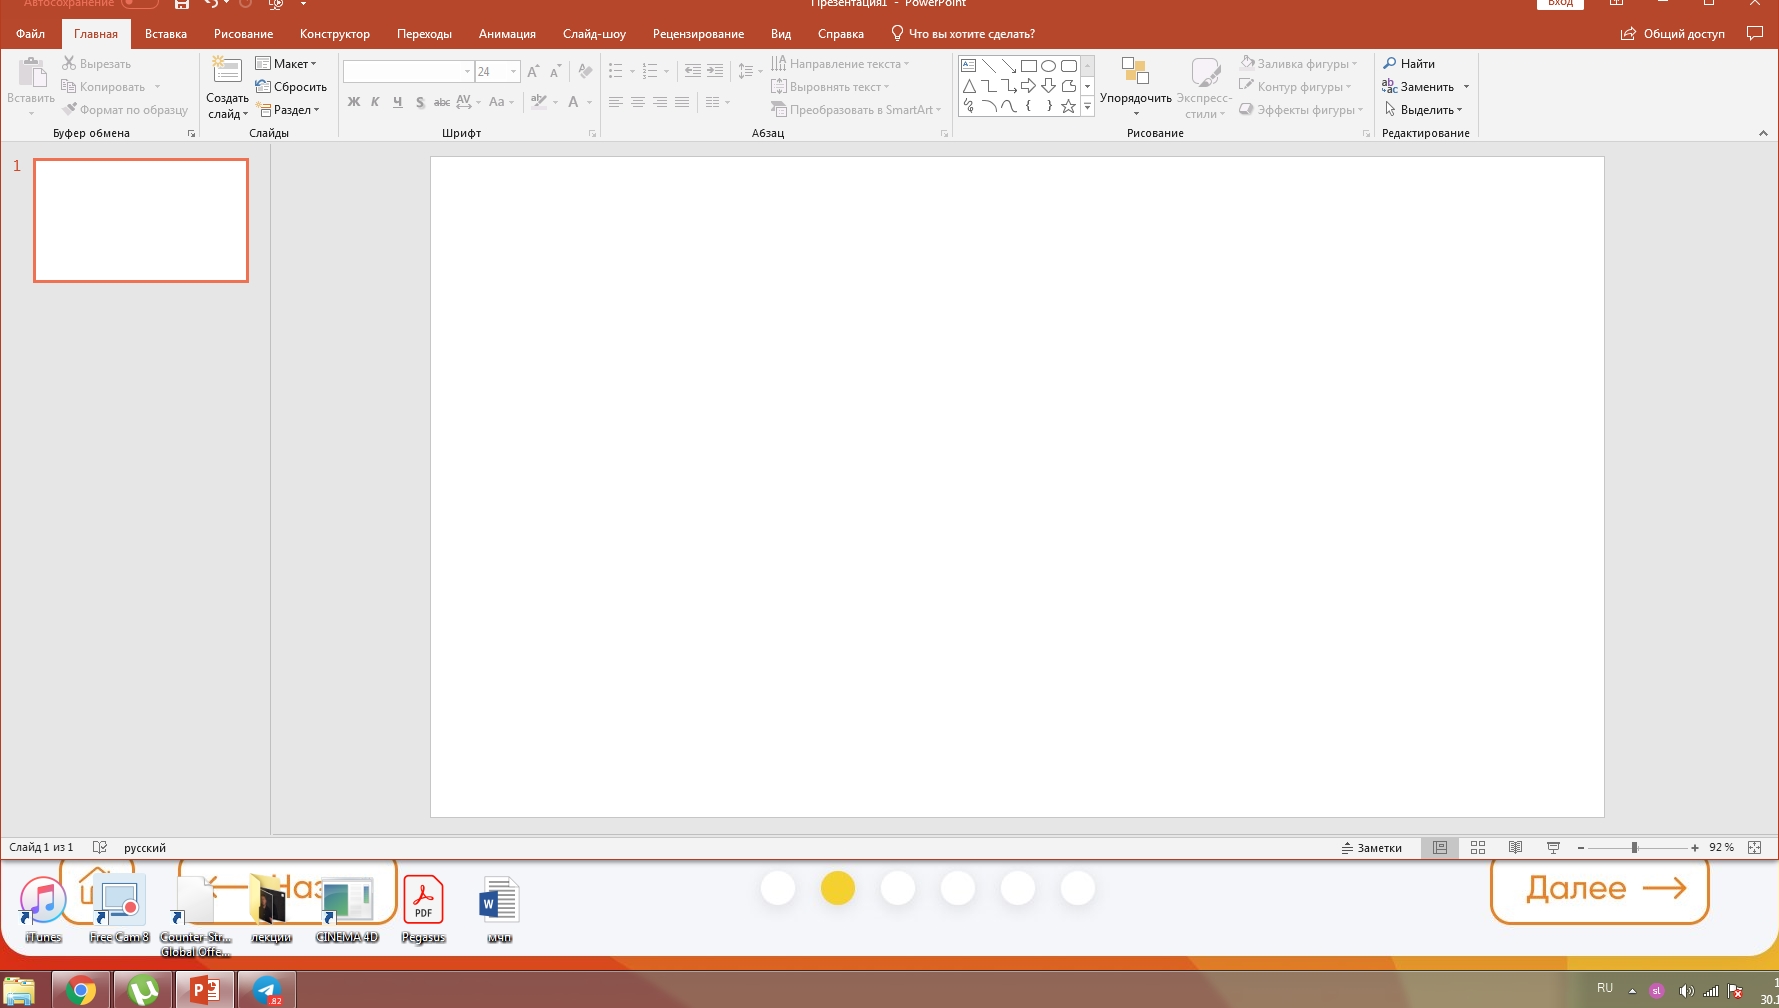 Автосохранение
Презентация1 - PowerPoint
Вход
Файл Главная Вставка Рисование Конструктор Переходы Анимация Слайд-шоу Рецензирование Вид Справка Что вы хотите сделать? Общий доступ
Вставить
Вырезать
Копировать
Формат по образцу
Буфер обмена
Создать
слайд
Макет
Сбросить
Раздел
Слайды
24
Ж К Ч S abc AV Aa
Шрифт
Направление текста
Выровнять текст
Преобразовать в SmartArt
Абзац
Упорядочить
Экспресс-
стили
Заливка фигуры
Контур фигуры
Эффекты фигуры
Рисование
Найти
Заменить
Выделить
Редактирование
1
Слайд 1 из 1 русский Заметки 92 %
Наз
Далее
PDF
iTunes Free Cam 8 Counter-Str...
Global Offe...
лекции CINEMA 4D Pegasus мчп
.82
RU